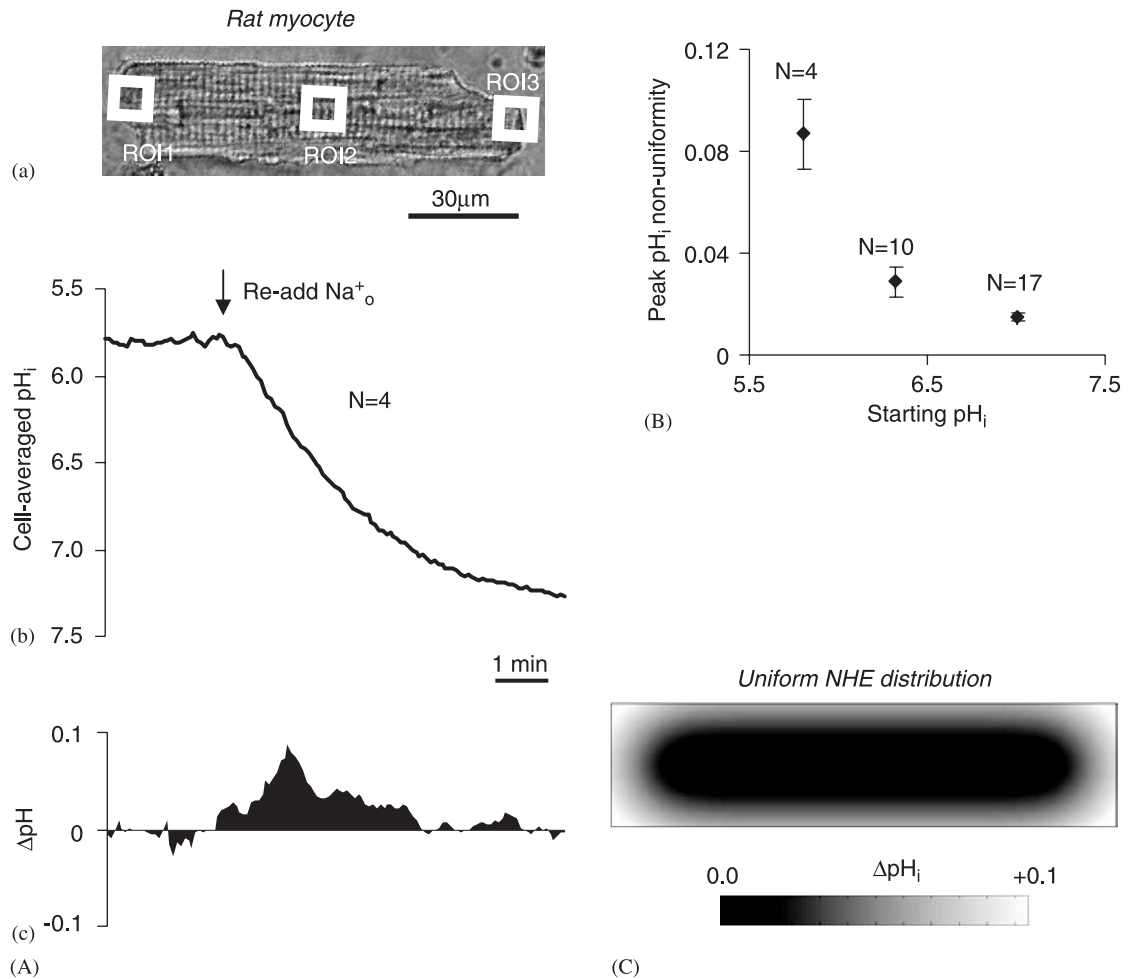 Rat myocyte
ROI1
ROI2
ROI3
(a)
30μm
5.5
6.0
6.5
7.0
7.5
Cell-averaged pHi
Re-add Na+o
N=4
(b)
1 min
0.1
0
-0.1
ΔpH
(c)
(A)
0.12
0.08
0.04
0
Peak pHi non-uniformity
N=4
N=10
N=17
5.5
6.5
7.5
Starting pHi
(B)
Uniform NHE distribution
0.0
ΔpHi
+0.1
(C)